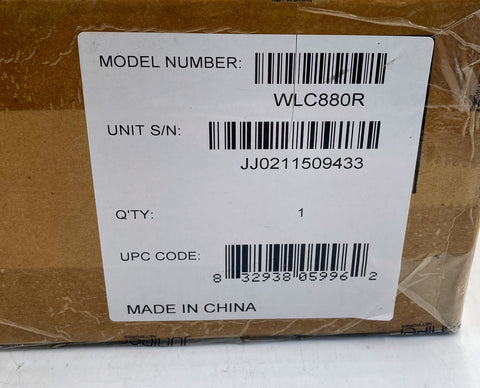 MODEL NUMBER:
WLC880R
UNIT S/N:
JJ0211509433
Q'TY: 1
UPC CODE:
8 32938 05996 2
MADE IN CHINA